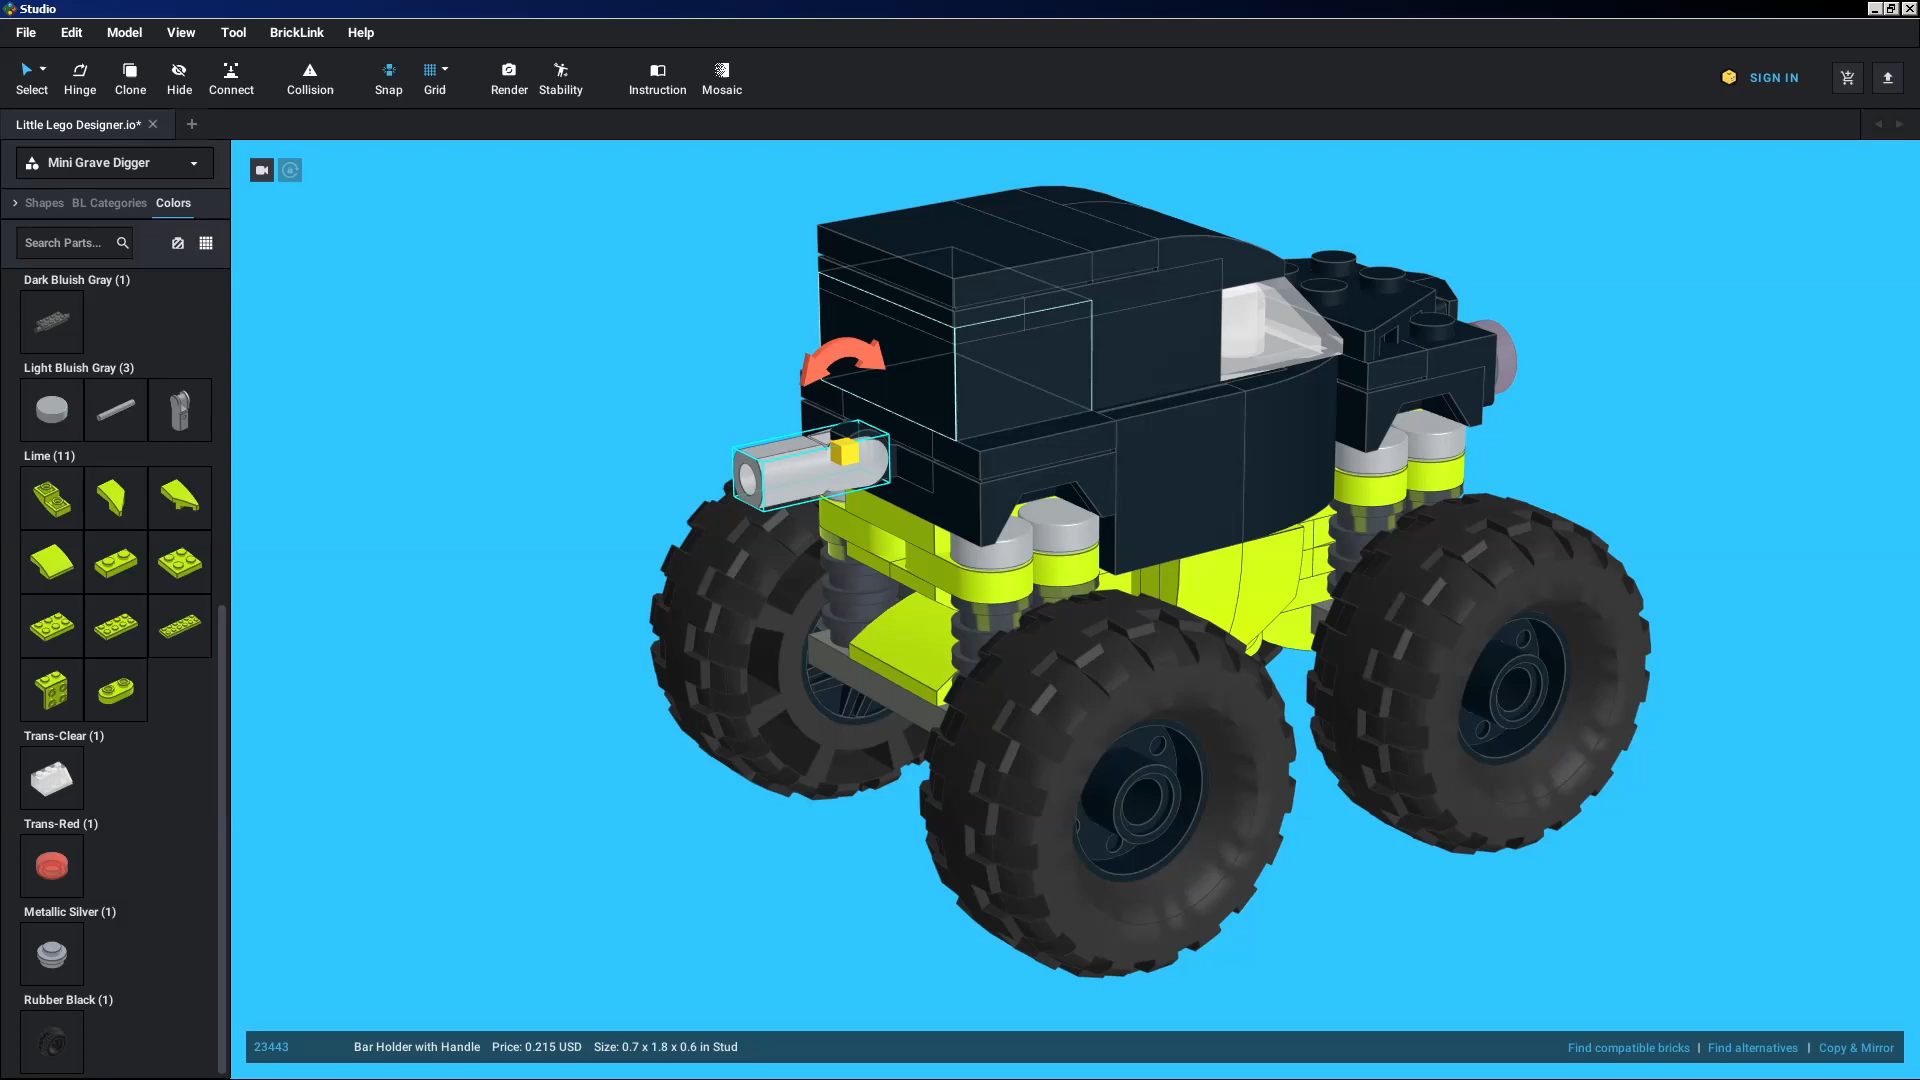 Studio
File Edit Model View Tool BrickLink Help
Select Hinge Clone Hide Connect Collision Snap Grid Render Stability Instruction Mosaic SIGN IN
Little Lego Designer.io*
Mini Grave Digger
Shapes BL Categories Colors
Search Parts...
Dark Bluish Gray (1)
Light Bluish Gray (3)
Lime (11)
Trans-Clear (1)
Trans-Red (1)
Metallic Silver (1)
Rubber Black (1)
23443 Bar Holder with Handle Price: 0.215 USD Size: 0.7 x 1.8 x 0.6 in Stud Find compatible bricks | Find alternatives | Copy & Mirror